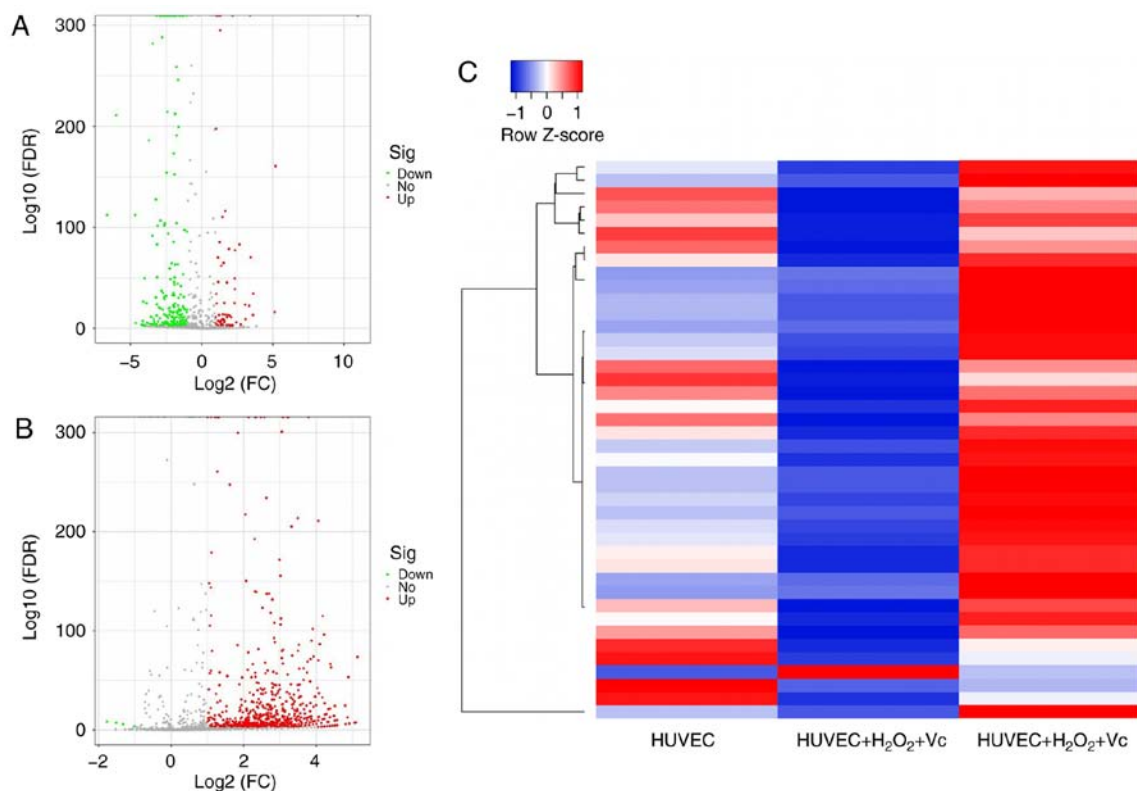 A
300
200
100
0
Log10 (FDR)
−5
0
5
10
Log2 (FC)
Sig
Down
No
Up
B
300
200
100
0
Log10 (FDR)
−2
0
2
4
Log2 (FC)
Sig
Down
No
Up
C
−1 0 1
Row Z-score
HUVEC HUVEC+H₂O₂+Vc HUVEC+H₂O₂+Vc